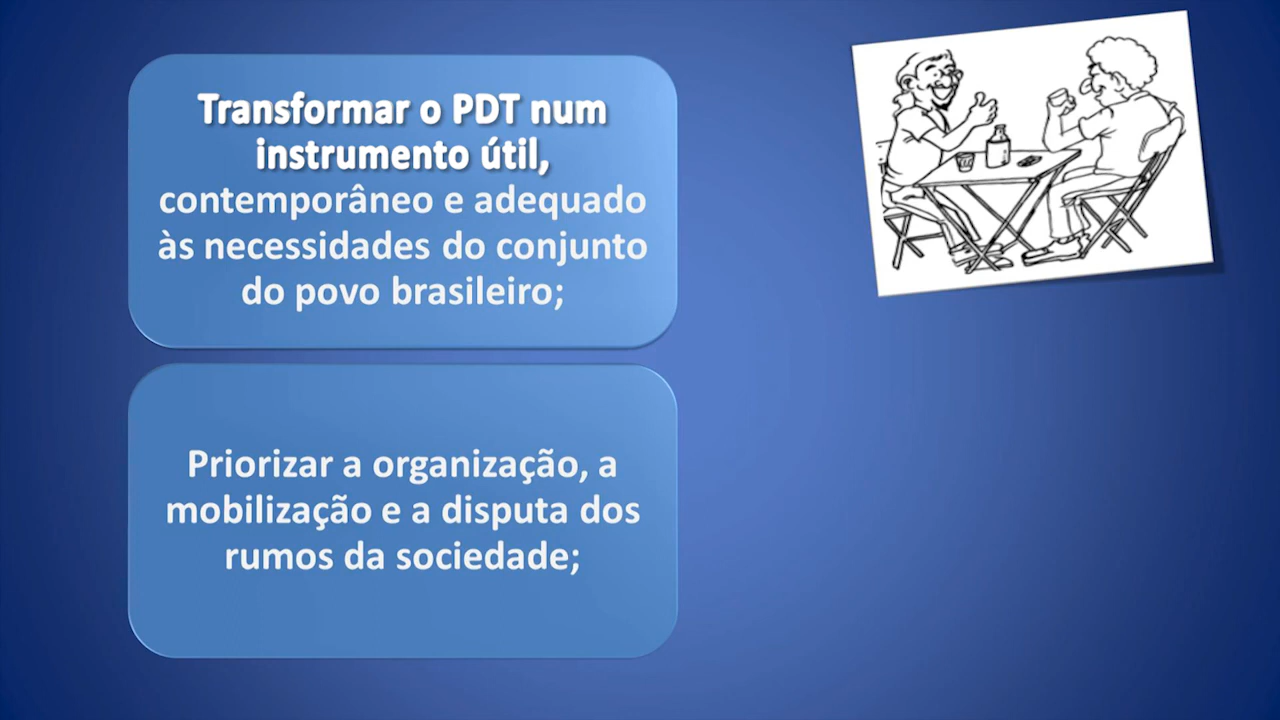 Transformar o PDT num
instrumento útil,
contemporâneo e adequado
às necessidades do conjunto
do povo brasileiro;
Priorizar a organização, a
mobilização e a disputa dos
rumos da sociedade;